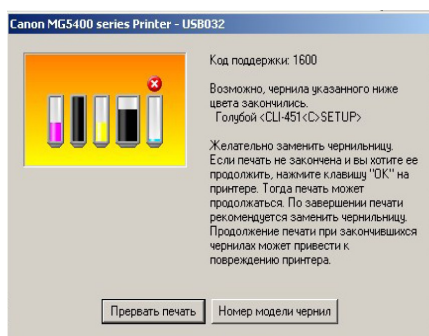 Canon MG5400 series Printer - USB032
Код поддержки: 1600
Возможно, чернила указанного ниже
цвета закончились.
Голубой <CLI-451<C>SETUP>
Желательно заменить чернильницу.
Если печать не закончена и вы хотите ее
продолжить, нажмите клавишу "OK" на
принтере. Тогда печать может
продолжаться. По завершении печати
рекомендуется заменить чернильницу.
Продолжение печати при закончившихся
чернилах может привести к
повреждению принтера.
Прервать печать
Номер модели чернил